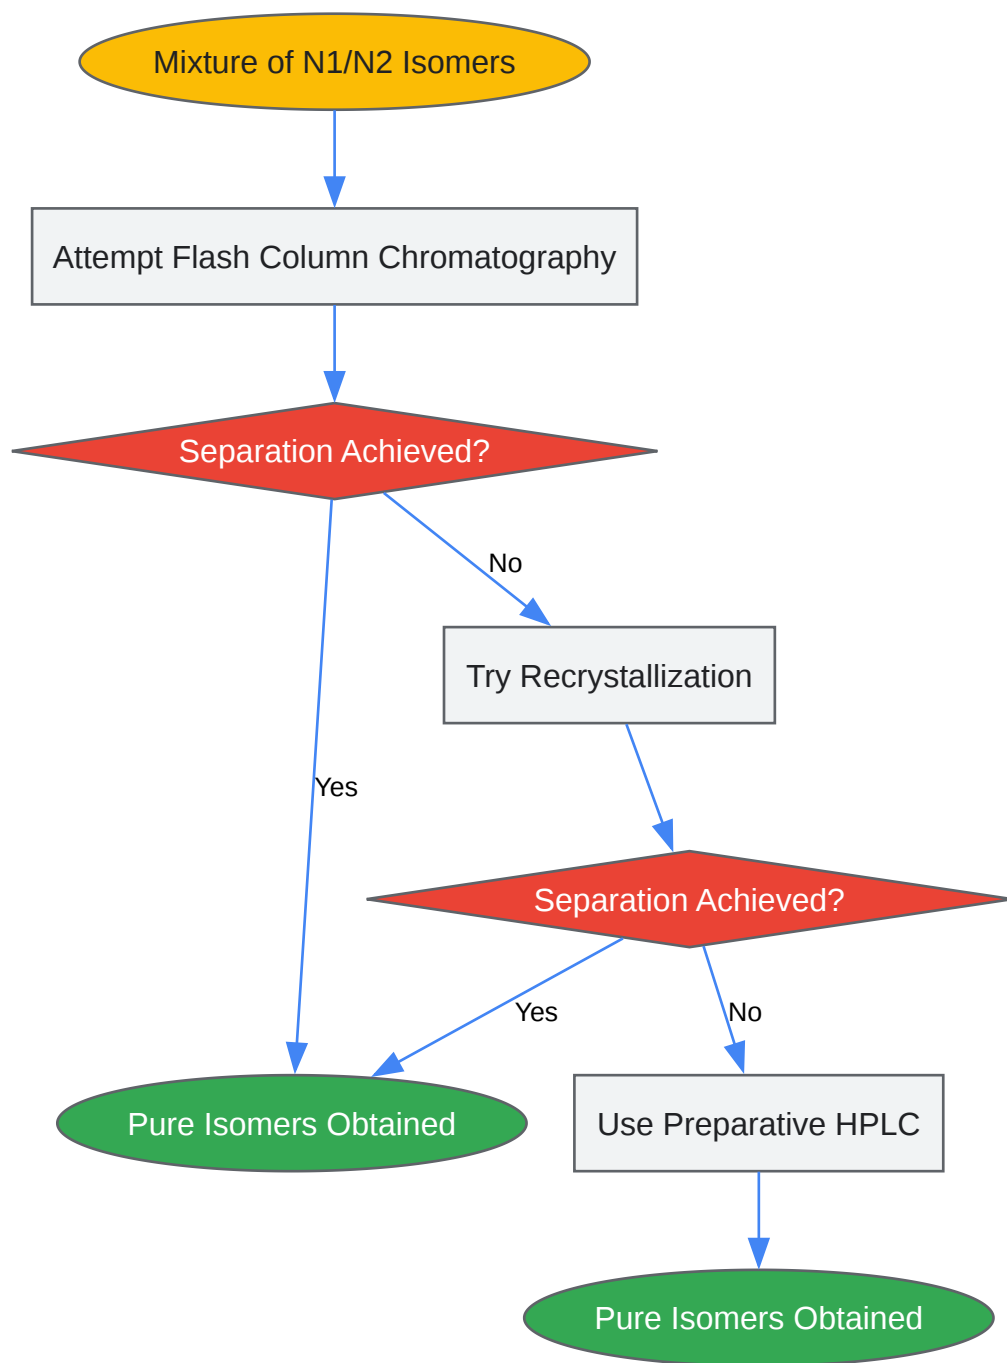 Mixture of N1/N2 Isomers
Attempt Flash Column Chromatography
Separation Achieved?
No
Try Recrystallization
Yes
Separation Achieved?
Yes
No
Pure Isomers Obtained
Use Preparative HPLC
Pure Isomers Obtained